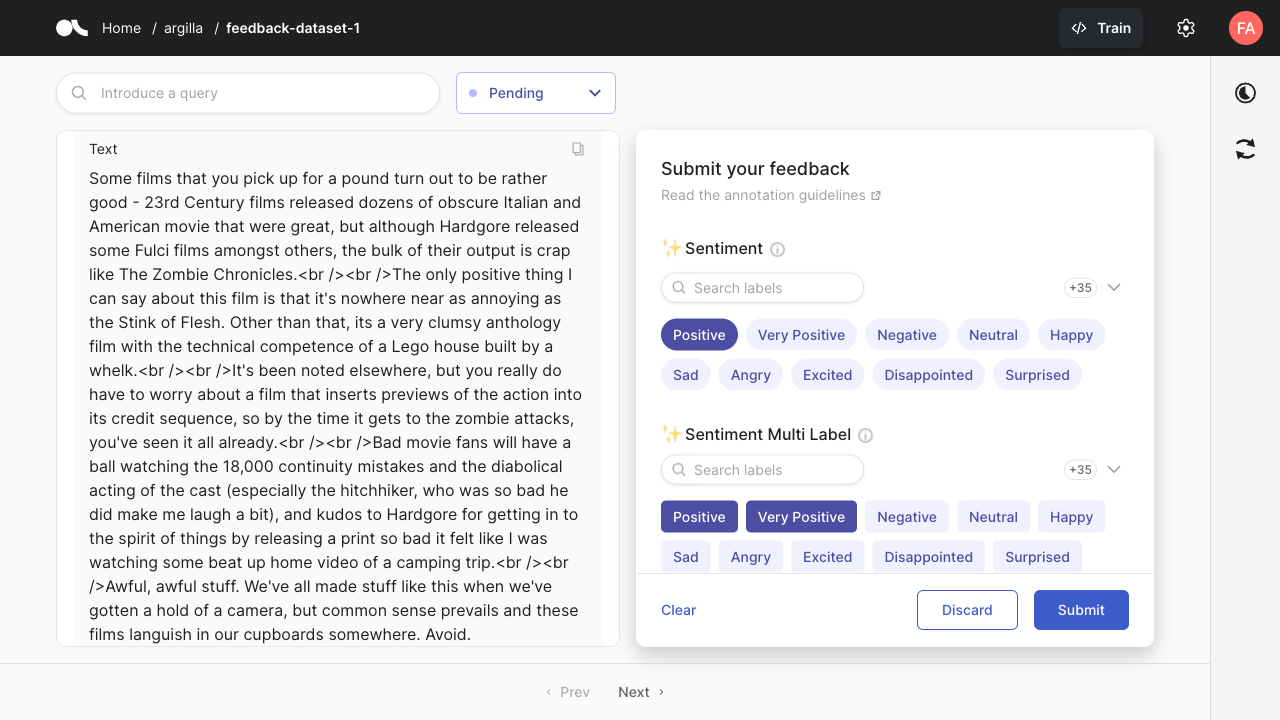 Home / argilla / feedback-dataset-1
Train
FA
Introduce a query
Pending
Text
Some films that you pick up for a pound turn out to be rather
good - 23rd Century films released dozens of obscure Italian and
American movie that were great, but although Hardgore released
some Fulci films amongst others, the bulk of their output is crap
like The Zombie Chronicles.<br /><br />The only positive thing I
can say about this film is that it's nowhere near as annoying as
the Stink of Flesh. Other than that, its a very clumsy anthology
film with the technical competence of a Lego house built by a
whelk.<br /><br />It's been noted elsewhere, but you really do
have to worry about a film that inserts previews of the action into
its credit sequence, so by the time it gets to the zombie attacks,
you've seen it all already.<br /><br />Bad movie fans will have a
ball watching the 18,000 continuity mistakes and the diabolical
acting of the cast (especially the hitchhiker, who was so bad he
did make me laugh a bit), and kudos to Hardgore for getting in to
the spirit of things by releasing a print so bad it felt like I was
watching some beat up home video of a camping trip.<br /><br
/>Awful, awful stuff. We've all made stuff like this when we've
gotten a hold of a camera, but common sense prevails and these
films languish in our cupboards somewhere. Avoid.
Submit your feedback
Read the annotation guidelines
✨Sentiment
Search labels
+35
Positive Very Positive Negative Neutral Happy
Sad Angry Excited Disappointed Surprised
✨Sentiment Multi Label
Search labels
+35
Positive Very Positive Negative Neutral Happy
Sad Angry Excited Disappointed Surprised
Clear
Discard
Submit
‹ Prev Next ›